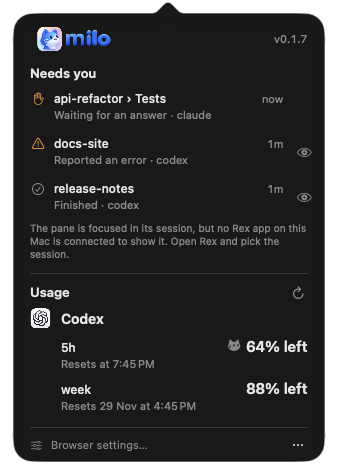 milo
v0.1.7
Needs you
api-refactor › Tests now
Waiting for an answer · claude
docs-site 1m
Reported an error · codex
release-notes 1m
Finished · codex
The pane is focused in its session, but no Rex app on this
Mac is connected to show it. Open Rex and pick the
session.
Usage
Codex
5h 64% left
Resets at 7:45 PM
week 88% left
Resets 29 Nov at 4:45 PM
Browser settings...